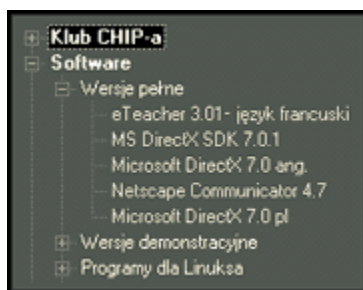 Klub CHIP-a
Software
Wersje pełne
eTeacher 3.01- język francuski
MS DirectX SDK 7.0.1
Microsoft DirectX 7.0 ang.
Netscape Communicator 4.7
Microsoft DirectX 7.0 pl
Wersje demonstracyjne
Programy dla Linuksa